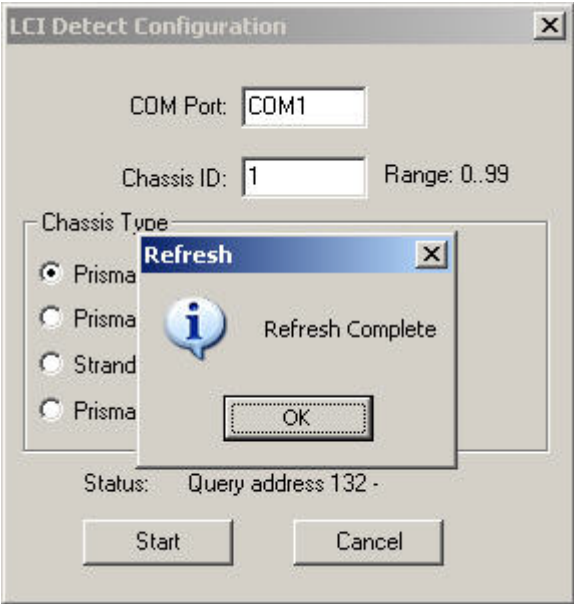 LCI Detect Configuration
COM Port: COM1
Chassis ID: 1 Range: 0..99
Chassis Type
Refresh
Prisma
Prisma
Refresh Complete
Strand
Prisma
OK
Status: Query address 132 -
Start Cancel